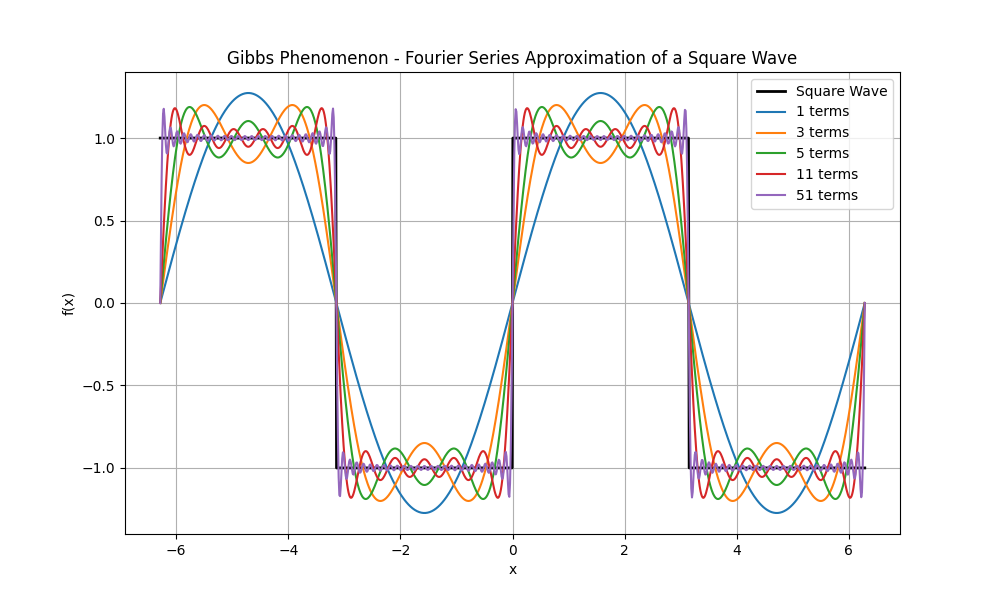 Gibbs Phenomenon - Fourier Series Approximation of a Square Wave
Square Wave
1 terms
3 terms
5 terms
11 terms
51 terms
1.0
0.5
0.0
−0.5
−1.0
f(x)
−6
−4
−2
0
2
4
6
x